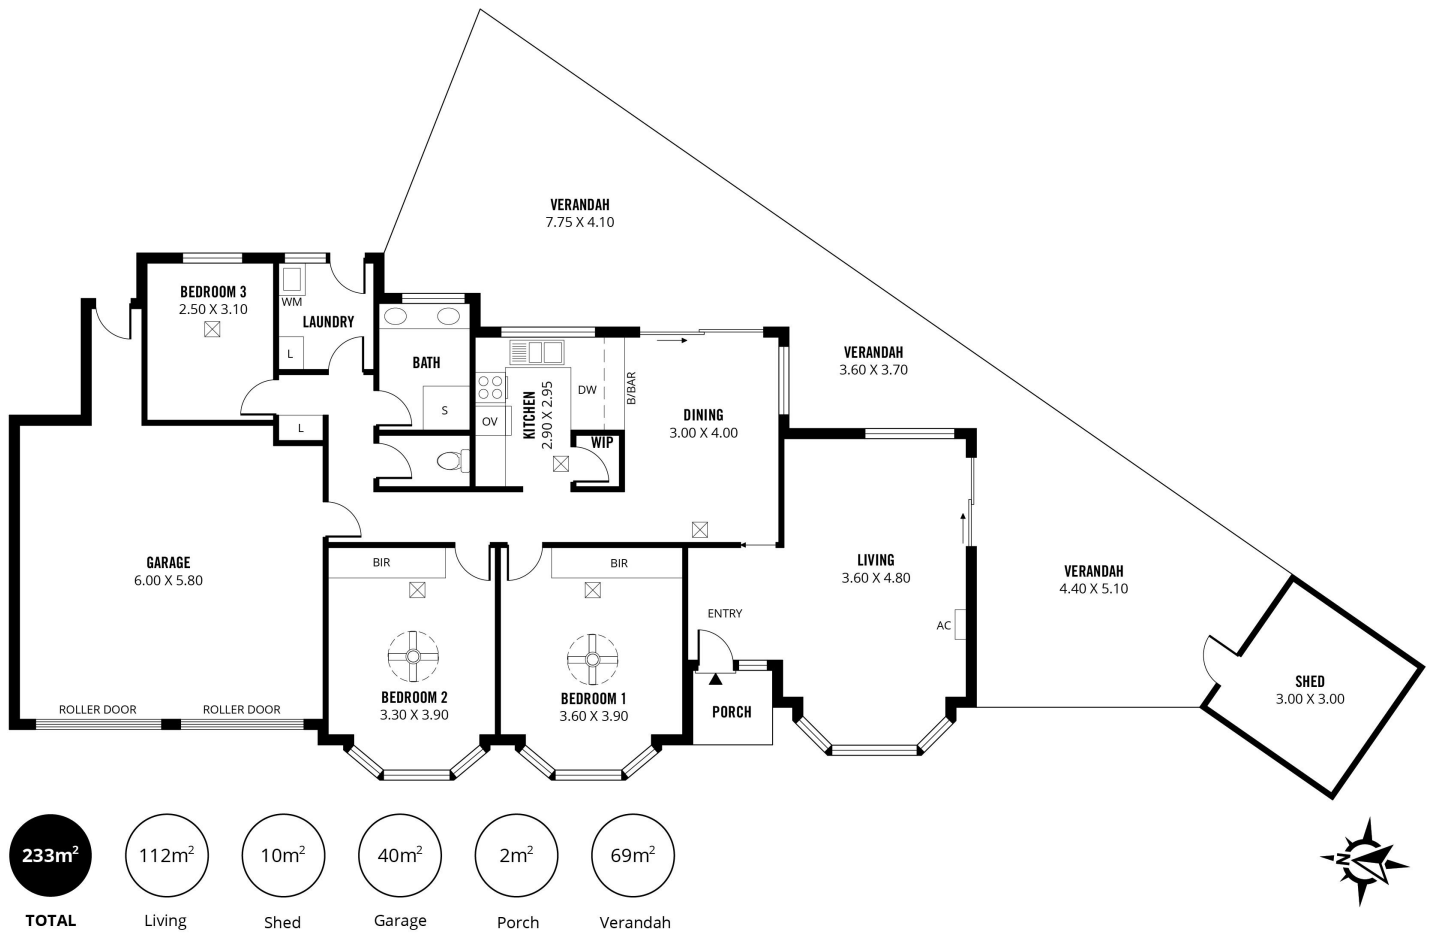 VERANDAH
7.75 X 4.10
BEDROOM 3
2.50 X 3.10
WM
LAUNDRY
L
BATH
S
L
OV
KITCHEN
2.90 X 2.95
DW
B/BAR
WIP
DINING
3.00 X 4.00
VERANDAH
3.60 X 3.70
GARAGE
6.00 X 5.80
ROLLER DOOR
ROLLER DOOR
BIR
BEDROOM 2
3.30 X 3.90
BIR
BEDROOM 1
3.60 X 3.90
ENTRY
PORCH
LIVING
3.60 X 4.80
AC
VERANDAH
4.40 X 5.10
SHED
3.00 X 3.00
N
233m²
112m²
10m²
40m²
2m²
69m²
TOTAL
Living
Shed
Garage
Porch
Verandah